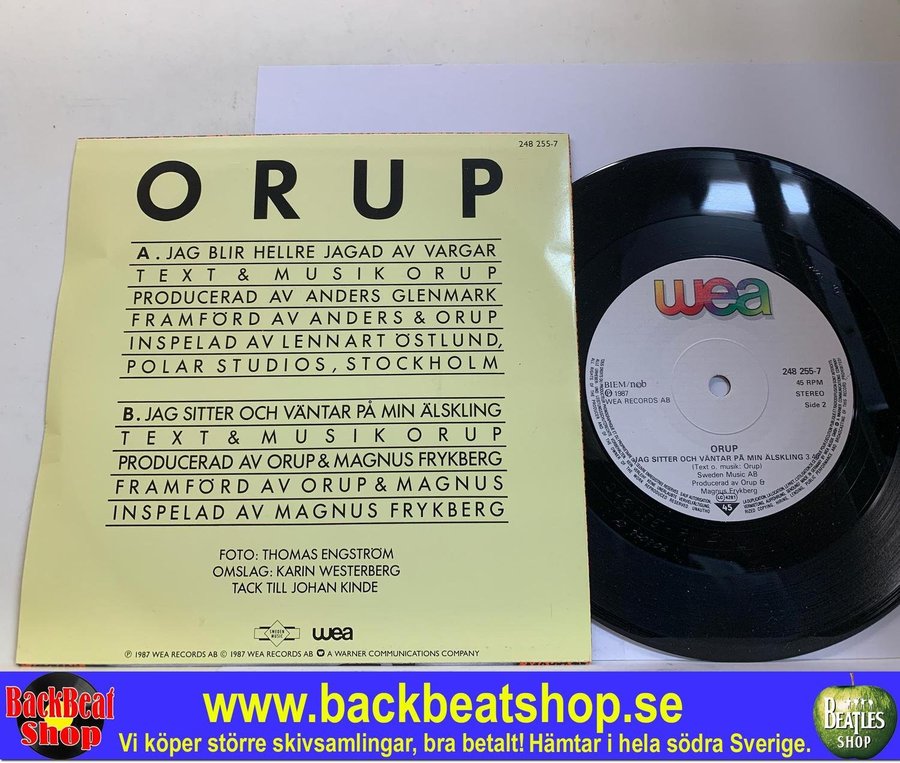 248 255-7
ORUP
A. JAG BLIR HELLRE JAGAD AV VARGAR
TEXT & MUSIK ORUP
PRODUCERAD AV ANDERS GLENMARK
FRAMFÖRD AV ANDERS & ORUP
INSPELAD AV LENNART ÖSTLUND,
POLAR STUDIOS, STOCKHOLM
B. JAG SITTER OCH VÄNTAR PÅ MIN ÄLSKLING
TEXT & MUSIK ORUP
PRODUCERAD AV ORUP & MAGNUS FRYKBERG
FRAMFÖRD AV ORUP & MAGNUS
INSPELAD AV MAGNUS FRYKBERG
FOTO: THOMAS ENGSTRÖM
OMSLAG: KARIN WESTERBERG
TACK TILL JOHAN KINDE
SWEDEN MUSIC
wea
℗ 1987 WEA RECORDS AB © 1987 WEA RECORDS AB A WARNER COMMUNICATIONS COMPANY
wea
BIEM/n©b
℗ 1987
WEA RECORDS AB
248 255-7
45 RPM
STEREO
Side 2
ORUP
JAG SITTER OCH VÄNTAR PÅ MIN ÄLSKLING
(Text o. musik: Orup)
Sweden Music AB
Producerad av Orup &
Magnus Frykberg
LC 4281
45
BackBeat
Shop
www.backbeatshop.se
Vi köper större skivsamlingar, bra betalt! Hämtar i hela södra Sverige.
BEATLES
SHOP